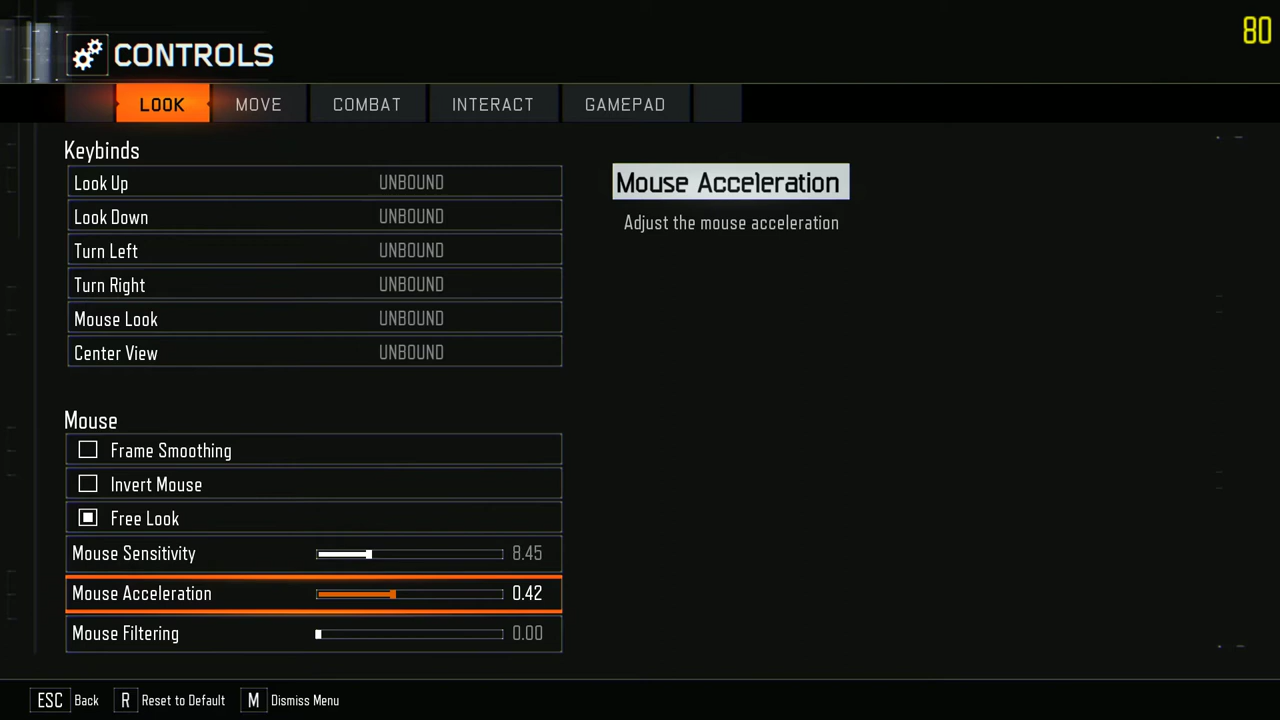 80
CONTROLS
LOOK MOVE COMBAT INTERACT GAMEPAD
Keybinds
Look Up UNBOUND
Look Down UNBOUND
Turn Left UNBOUND
Turn Right UNBOUND
Mouse Look UNBOUND
Center View UNBOUND
Mouse
Frame Smoothing
Invert Mouse
Free Look
Mouse Sensitivity 8.45
Mouse Acceleration 0.42
Mouse Filtering 0.00
Mouse Acceleration
Adjust the mouse acceleration
ESC Back R Reset to Default M Dismiss Menu